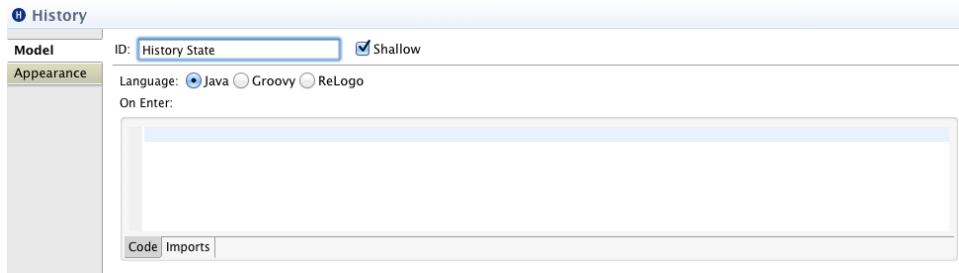 H History
Model
ID: History State Shallow
Appearance
Language: Java Groovy ReLogo
On Enter:
Code Imports